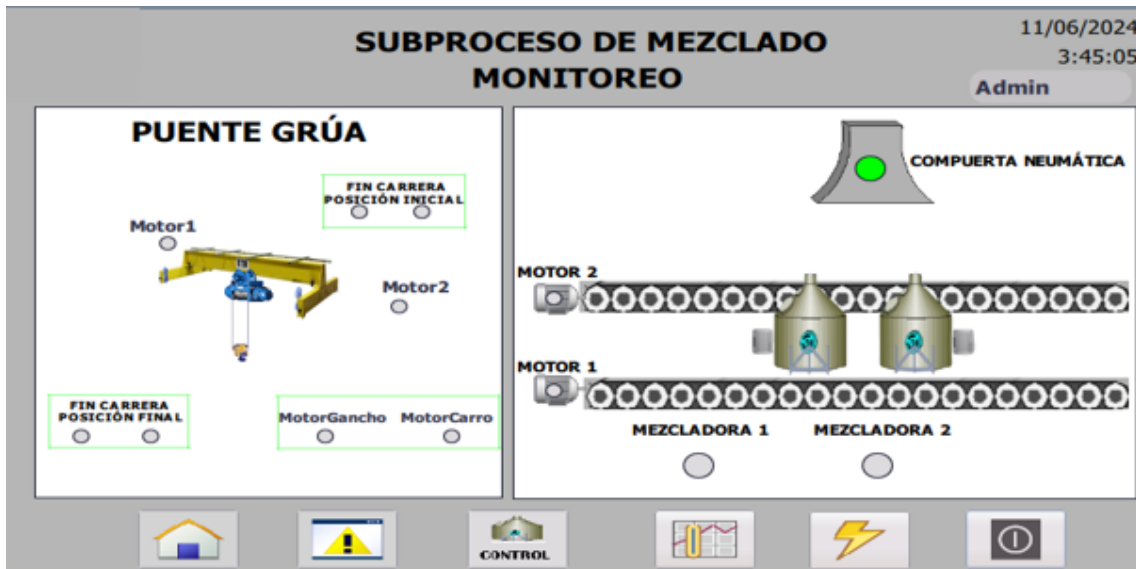 SUBPROCESO DE MEZCLADO
MONITOREO
11/06/2024
3:45:05
Admin
PUENTE GRÚA
FIN CARRERA
POSICIÓN INICIAL
Motor1
Motor2
FIN CARRERA
POSICIÓN FINAL
MotorGancho MotorCarro
COMPUERTA NEUMÁTICA
MOTOR 2
MOTOR 1
MEZCLADORA 1 MEZCLADORA 2
CONTROL